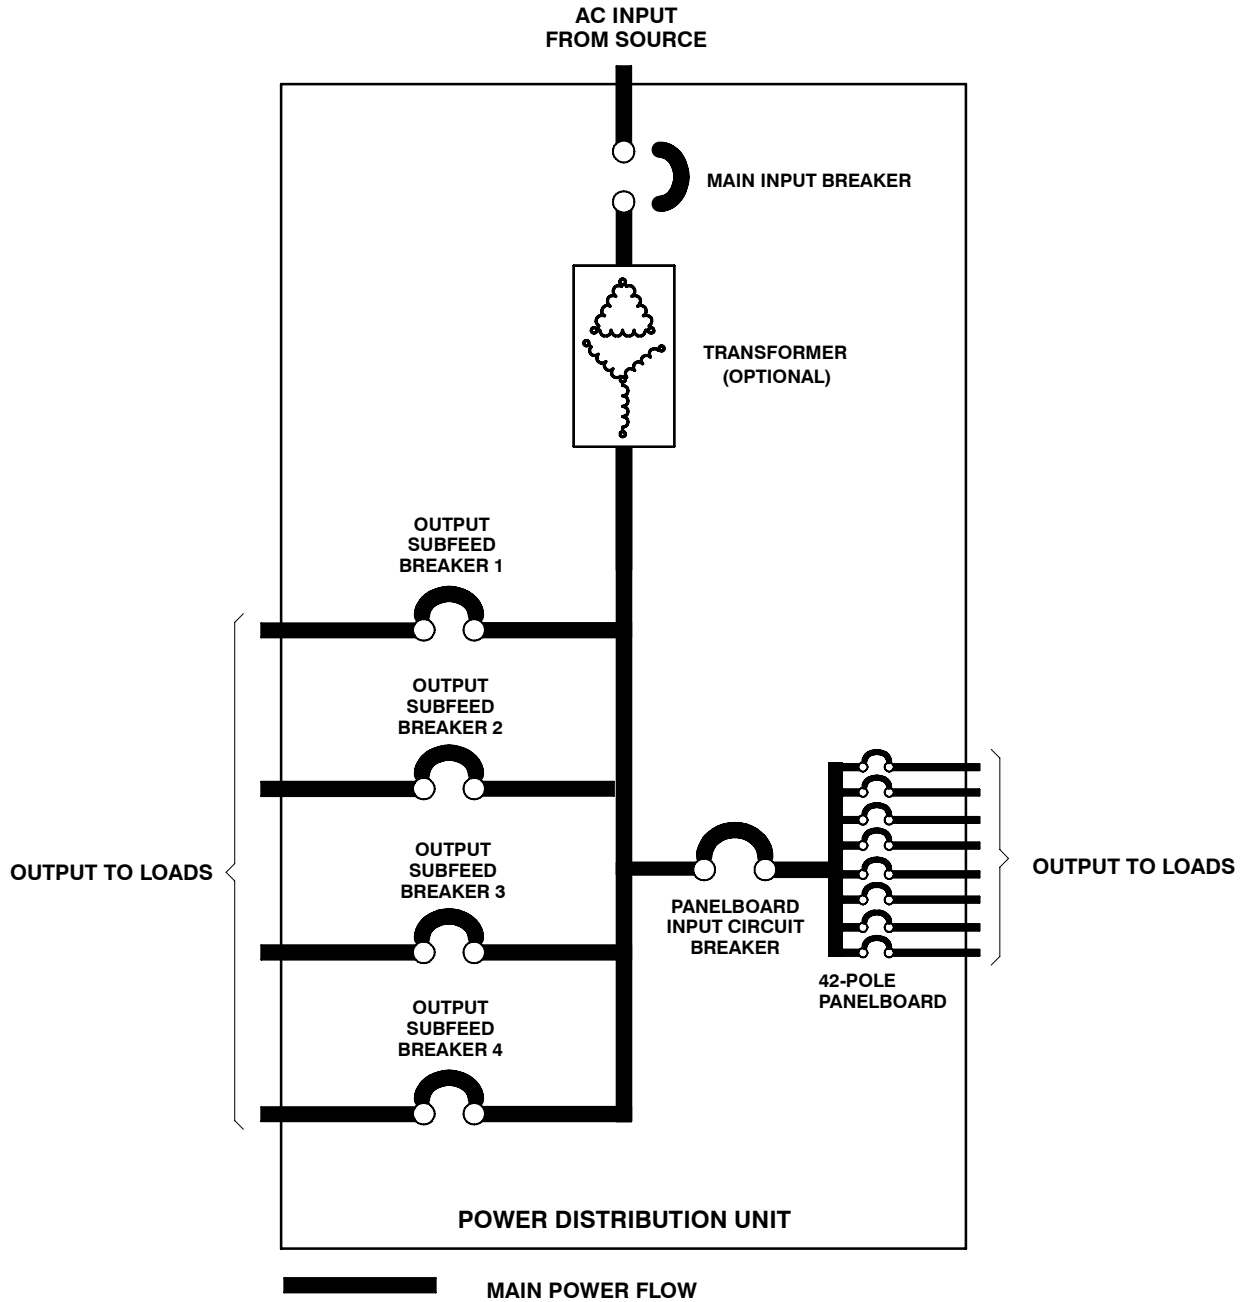 AC INPUT
FROM SOURCE
MAIN INPUT BREAKER
TRANSFORMER
(OPTIONAL)
OUTPUT
SUBFEED
BREAKER 1
OUTPUT
SUBFEED
BREAKER 2
OUTPUT
SUBFEED
BREAKER 3
OUTPUT TO LOADS
OUTPUT TO LOADS
PANELBOARD
INPUT CIRCUIT
BREAKER
42-POLE
PANELBOARD
OUTPUT
SUBFEED
BREAKER 4
POWER DISTRIBUTION UNIT
MAIN POWER FLOW